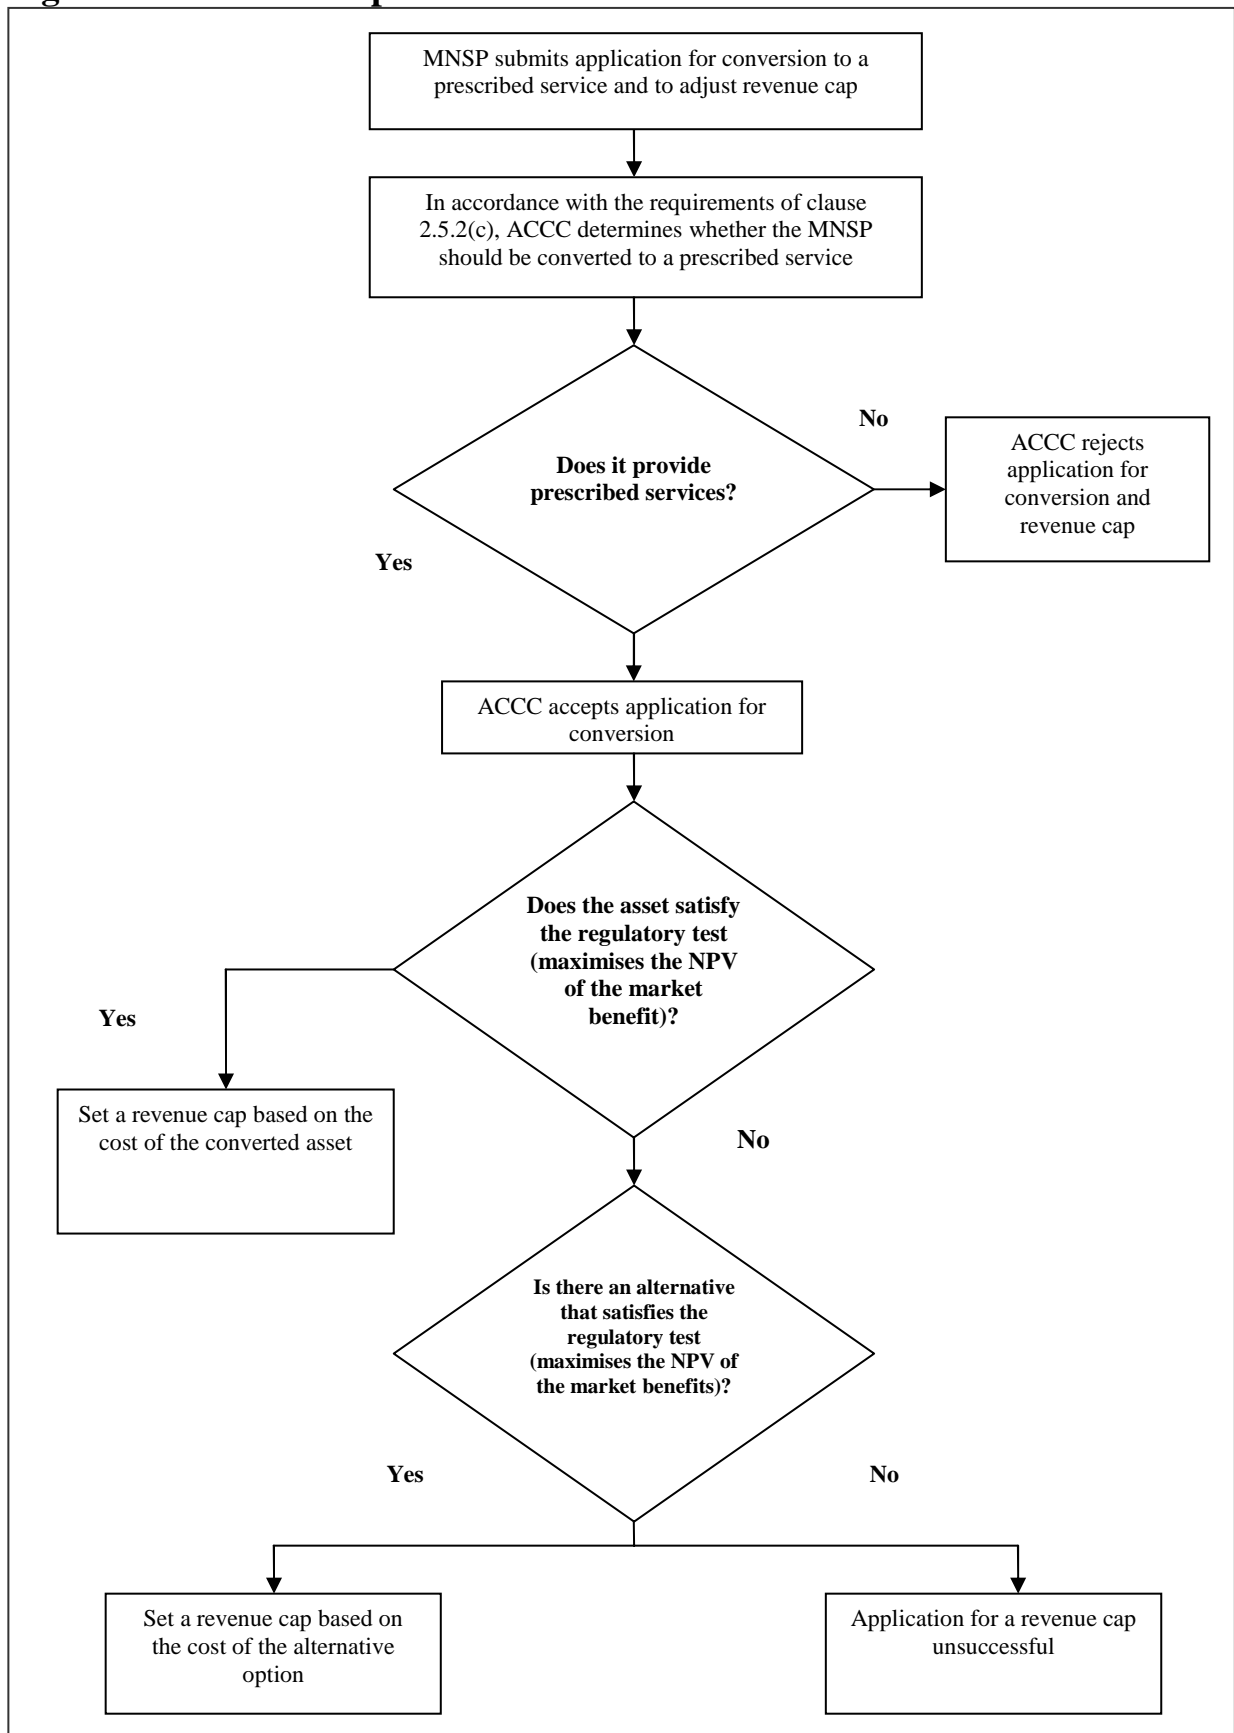 MNSP submits application for conversion to a
prescribed service and to adjust revenue cap
In accordance with the requirements of clause
2.5.2(c), ACCC determines whether the MNSP
should be converted to a prescribed service
No
Does it provide
prescribed services?
ACCC rejects
application for
conversion and
revenue cap
Yes
ACCC accepts application for
conversion
Does the asset satisfy
the regulatory test
(maximises the NPV
of the market
benefit)?
Yes
Set a revenue cap based on the
cost of the converted asset
No
Is there an alternative
that satisfies the
regulatory test
(maximises the NPV of
the market benefits)?
Yes
No
Set a revenue cap based on
the cost of the alternative
option
Application for a revenue cap
unsuccessful